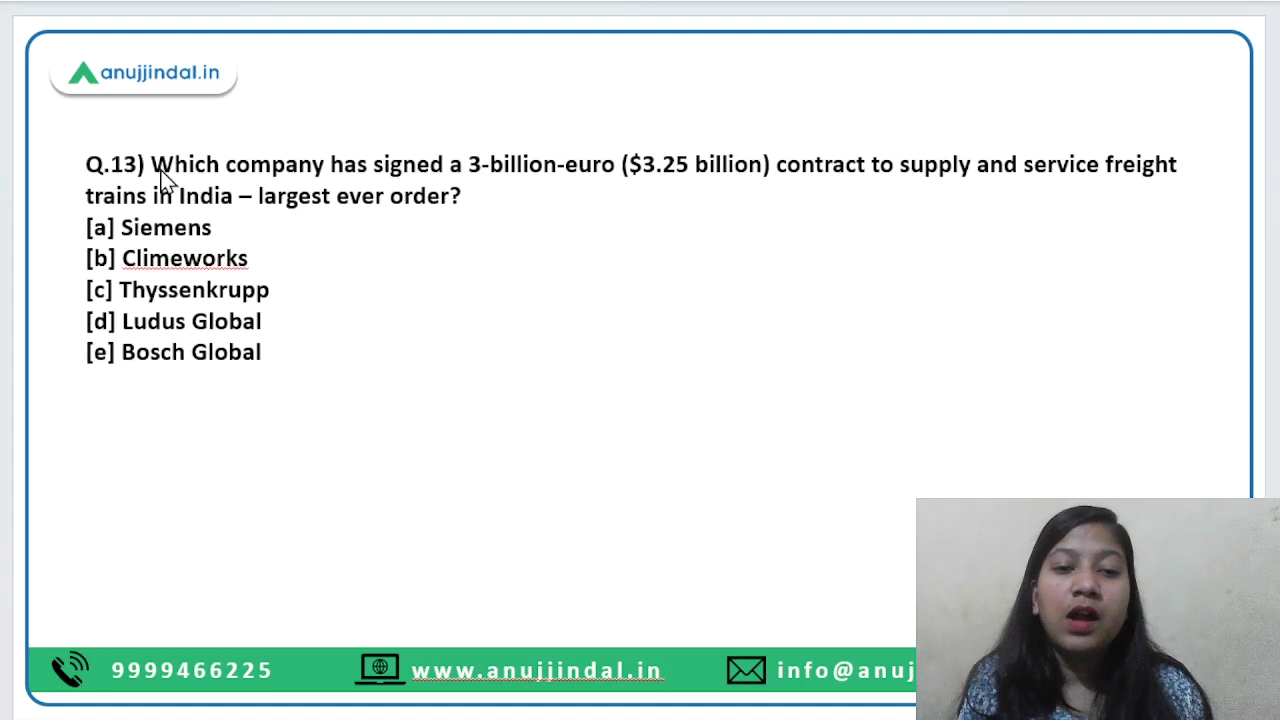 anujjindal.in
Q.13) Which company has signed a 3-billion-euro ($3.25 billion) contract to supply and service freight
trains in India – largest ever order?
[a] Siemens
[b] Climeworks
[c] Thyssenkrupp
[d] Ludus Global
[e] Bosch Global
9999466225 www.anujjindal.in info@anuj